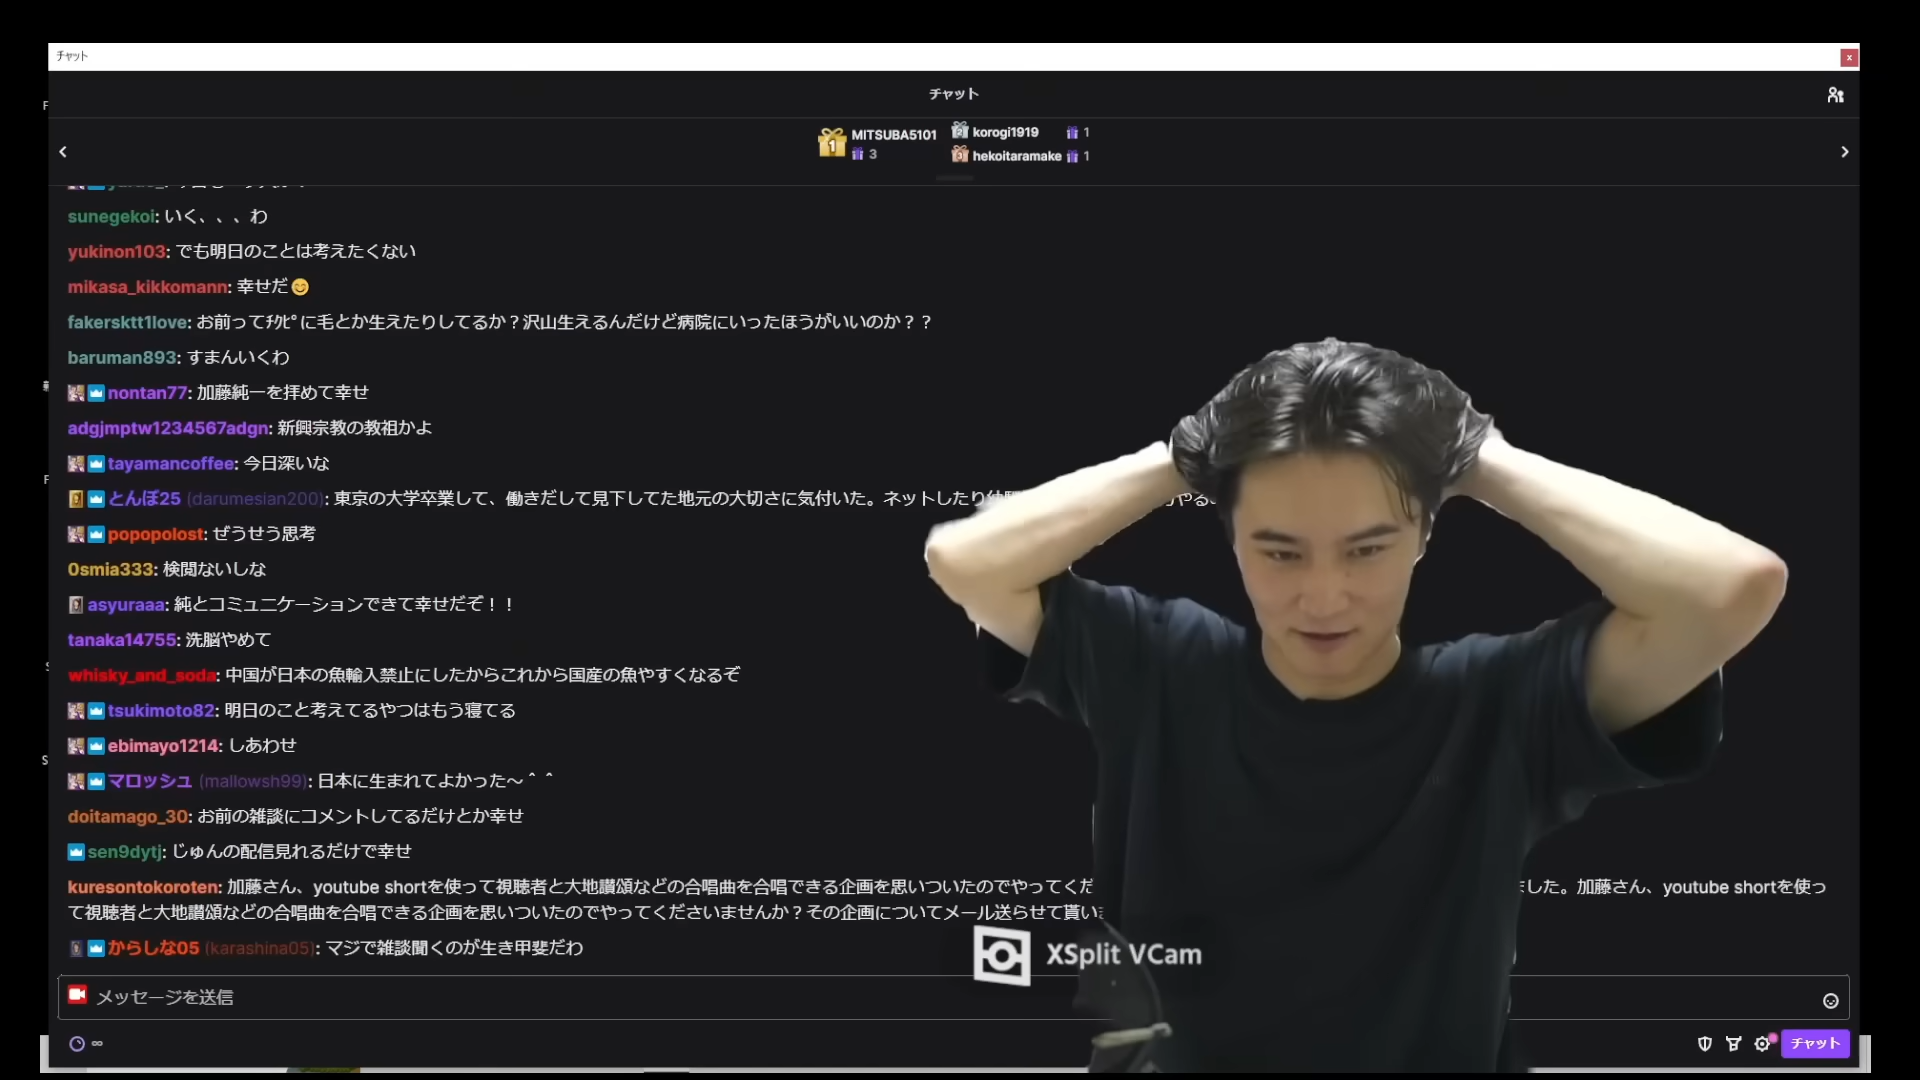 チャット
チャット
MITSUBA5101
3
korogi1919 1
hekoitaramake 1
sunegekoi: いく、、、わ
yukinon103: でも明日のことは考えたくない
mikasa_kikkomann: 幸せだ😊
fakersktt1love: お前ってﾁｸﾋﾞに毛とか生えたりしてるか？沢山生えるんだけど病院にいったほうがいいのか？？
baruman893: すまんいくわ
nontan77: 加藤純一を拝めて幸せ
adgjmptw1234567adgn: 新興宗教の教祖かよ
tayamancoffee: 今日深いな
とんぼ25 (darumesian200): 東京の大学卒業して、働きだして見下してた地元の大切さに気付いた。ネットしたり
popopolost: ぜうせう思考
0smia333: 検閲ないしな
asyuraaa: 純とコミュニケーションできて幸せだぞ！！
tanaka14755: 洗脳やめて
whisky_and_soda: 中国が日本の魚輸入禁止にしたからこれから国産の魚やすくなるぞ
tsukimoto82: 明日のこと考えてるやつはもう寝てる
ebimayo1214: しあわせ
マロッシュ (mallowsh99): 日本に生まれてよかった～＾＾
doitamago_30: お前の雑談にコメントしてるだけとか幸せ
sen9dytj: じゅんの配信見れるだけで幸せ
kuresontokoroten: 加藤さん、youtube shortを使って視聴者と大地讃頌などの合唱曲を合唱できる企画を思いついたのでやってくだ ました。加藤さん、youtube shortを使っ
て視聴者と大地讃頌などの合唱曲を合唱できる企画を思いついたのでやってくださいませんか？その企画についてメール送らせて貰い
からしな05 (karashina05): マジで雑談聞くのが生き甲斐だわ
XSplit VCam
メッセージを送信
∞
チャット